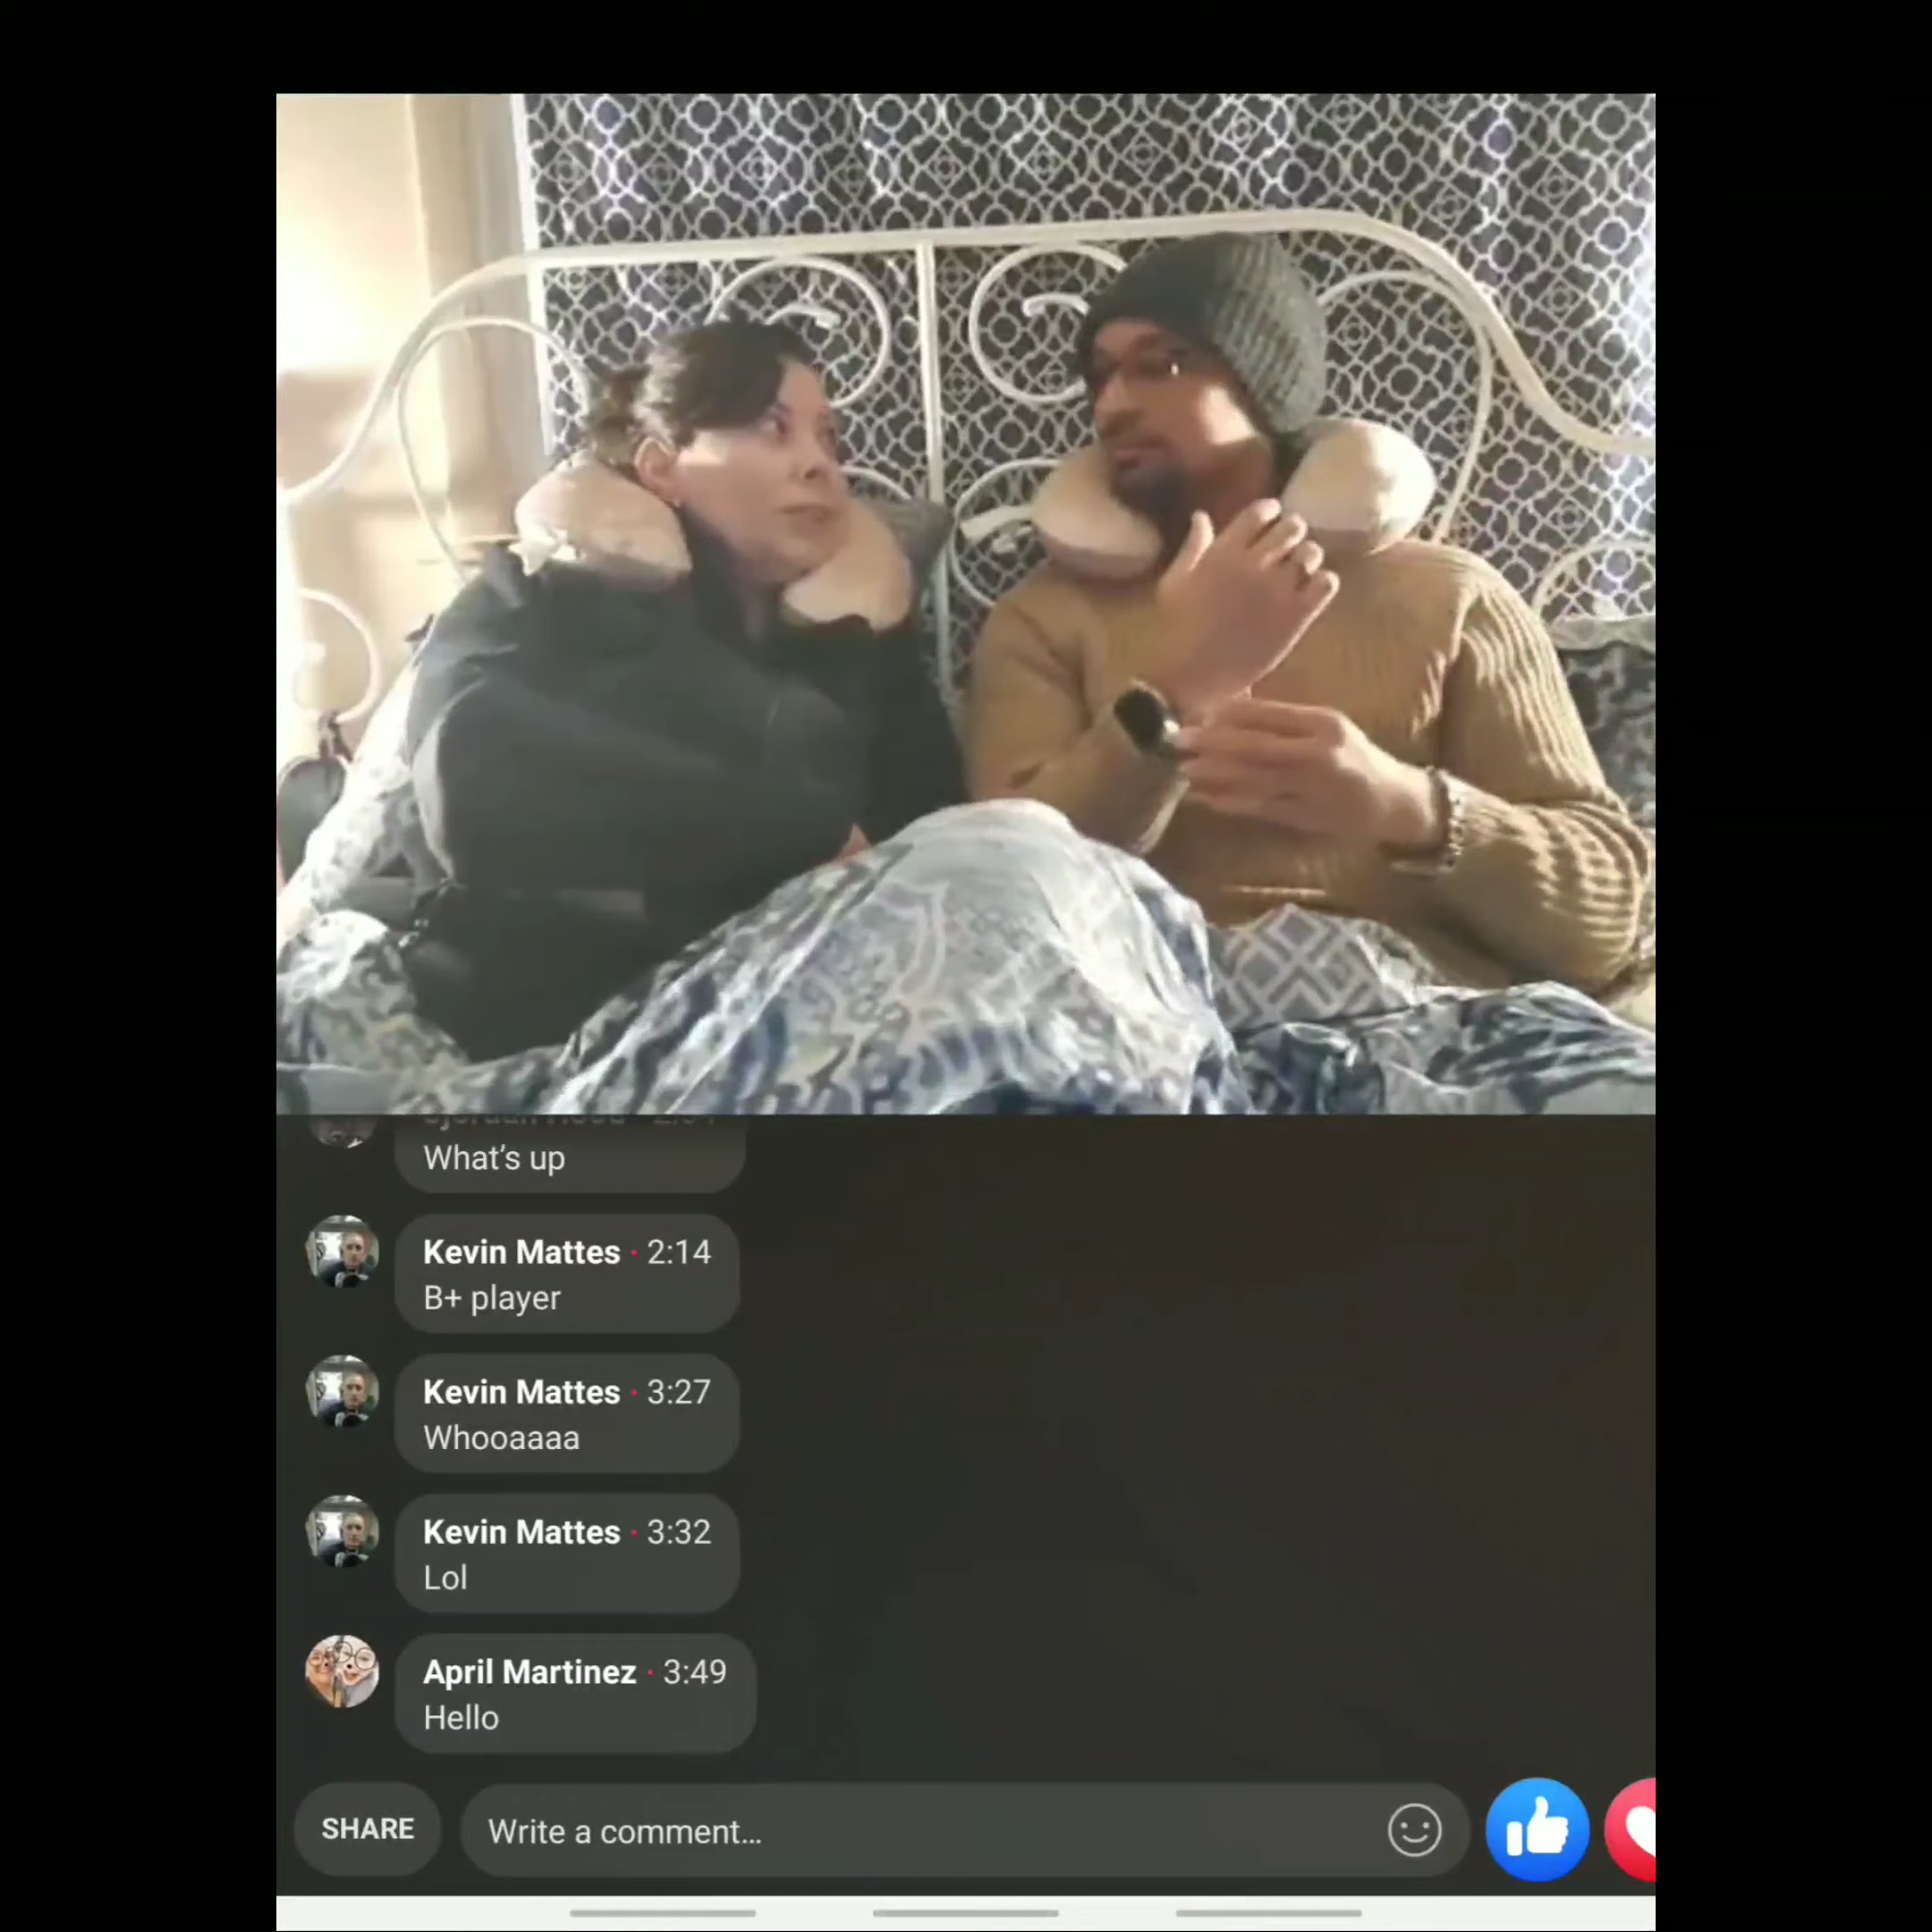 What's up
Kevin Mattes · 2:14
B+ player
Kevin Mattes · 3:27
Whooaaaa
Kevin Mattes · 3:32
Lol
April Martinez · 3:49
Hello
SHARE
Write a comment...